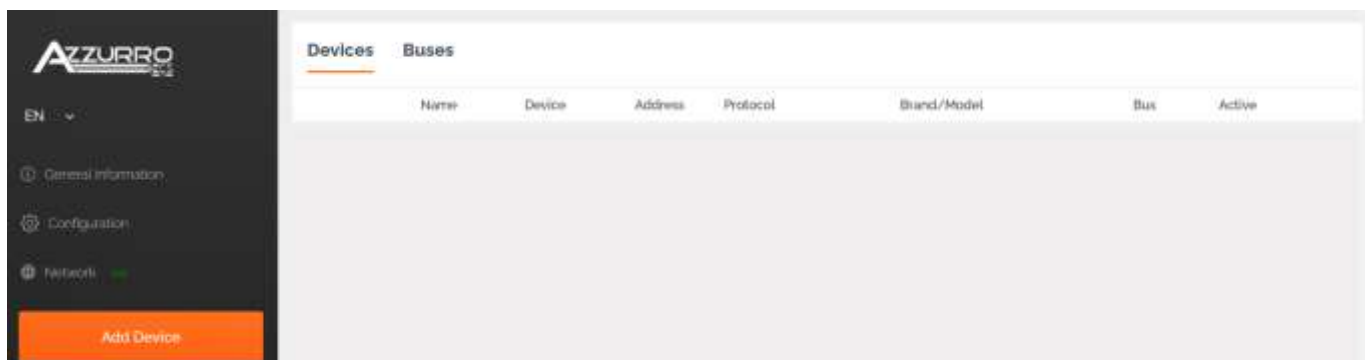 AZZURRO
Devices Buses
EN
Name Device Address Protocol Brand/Model Bus Active
General information
Configuration
Network
Add Device